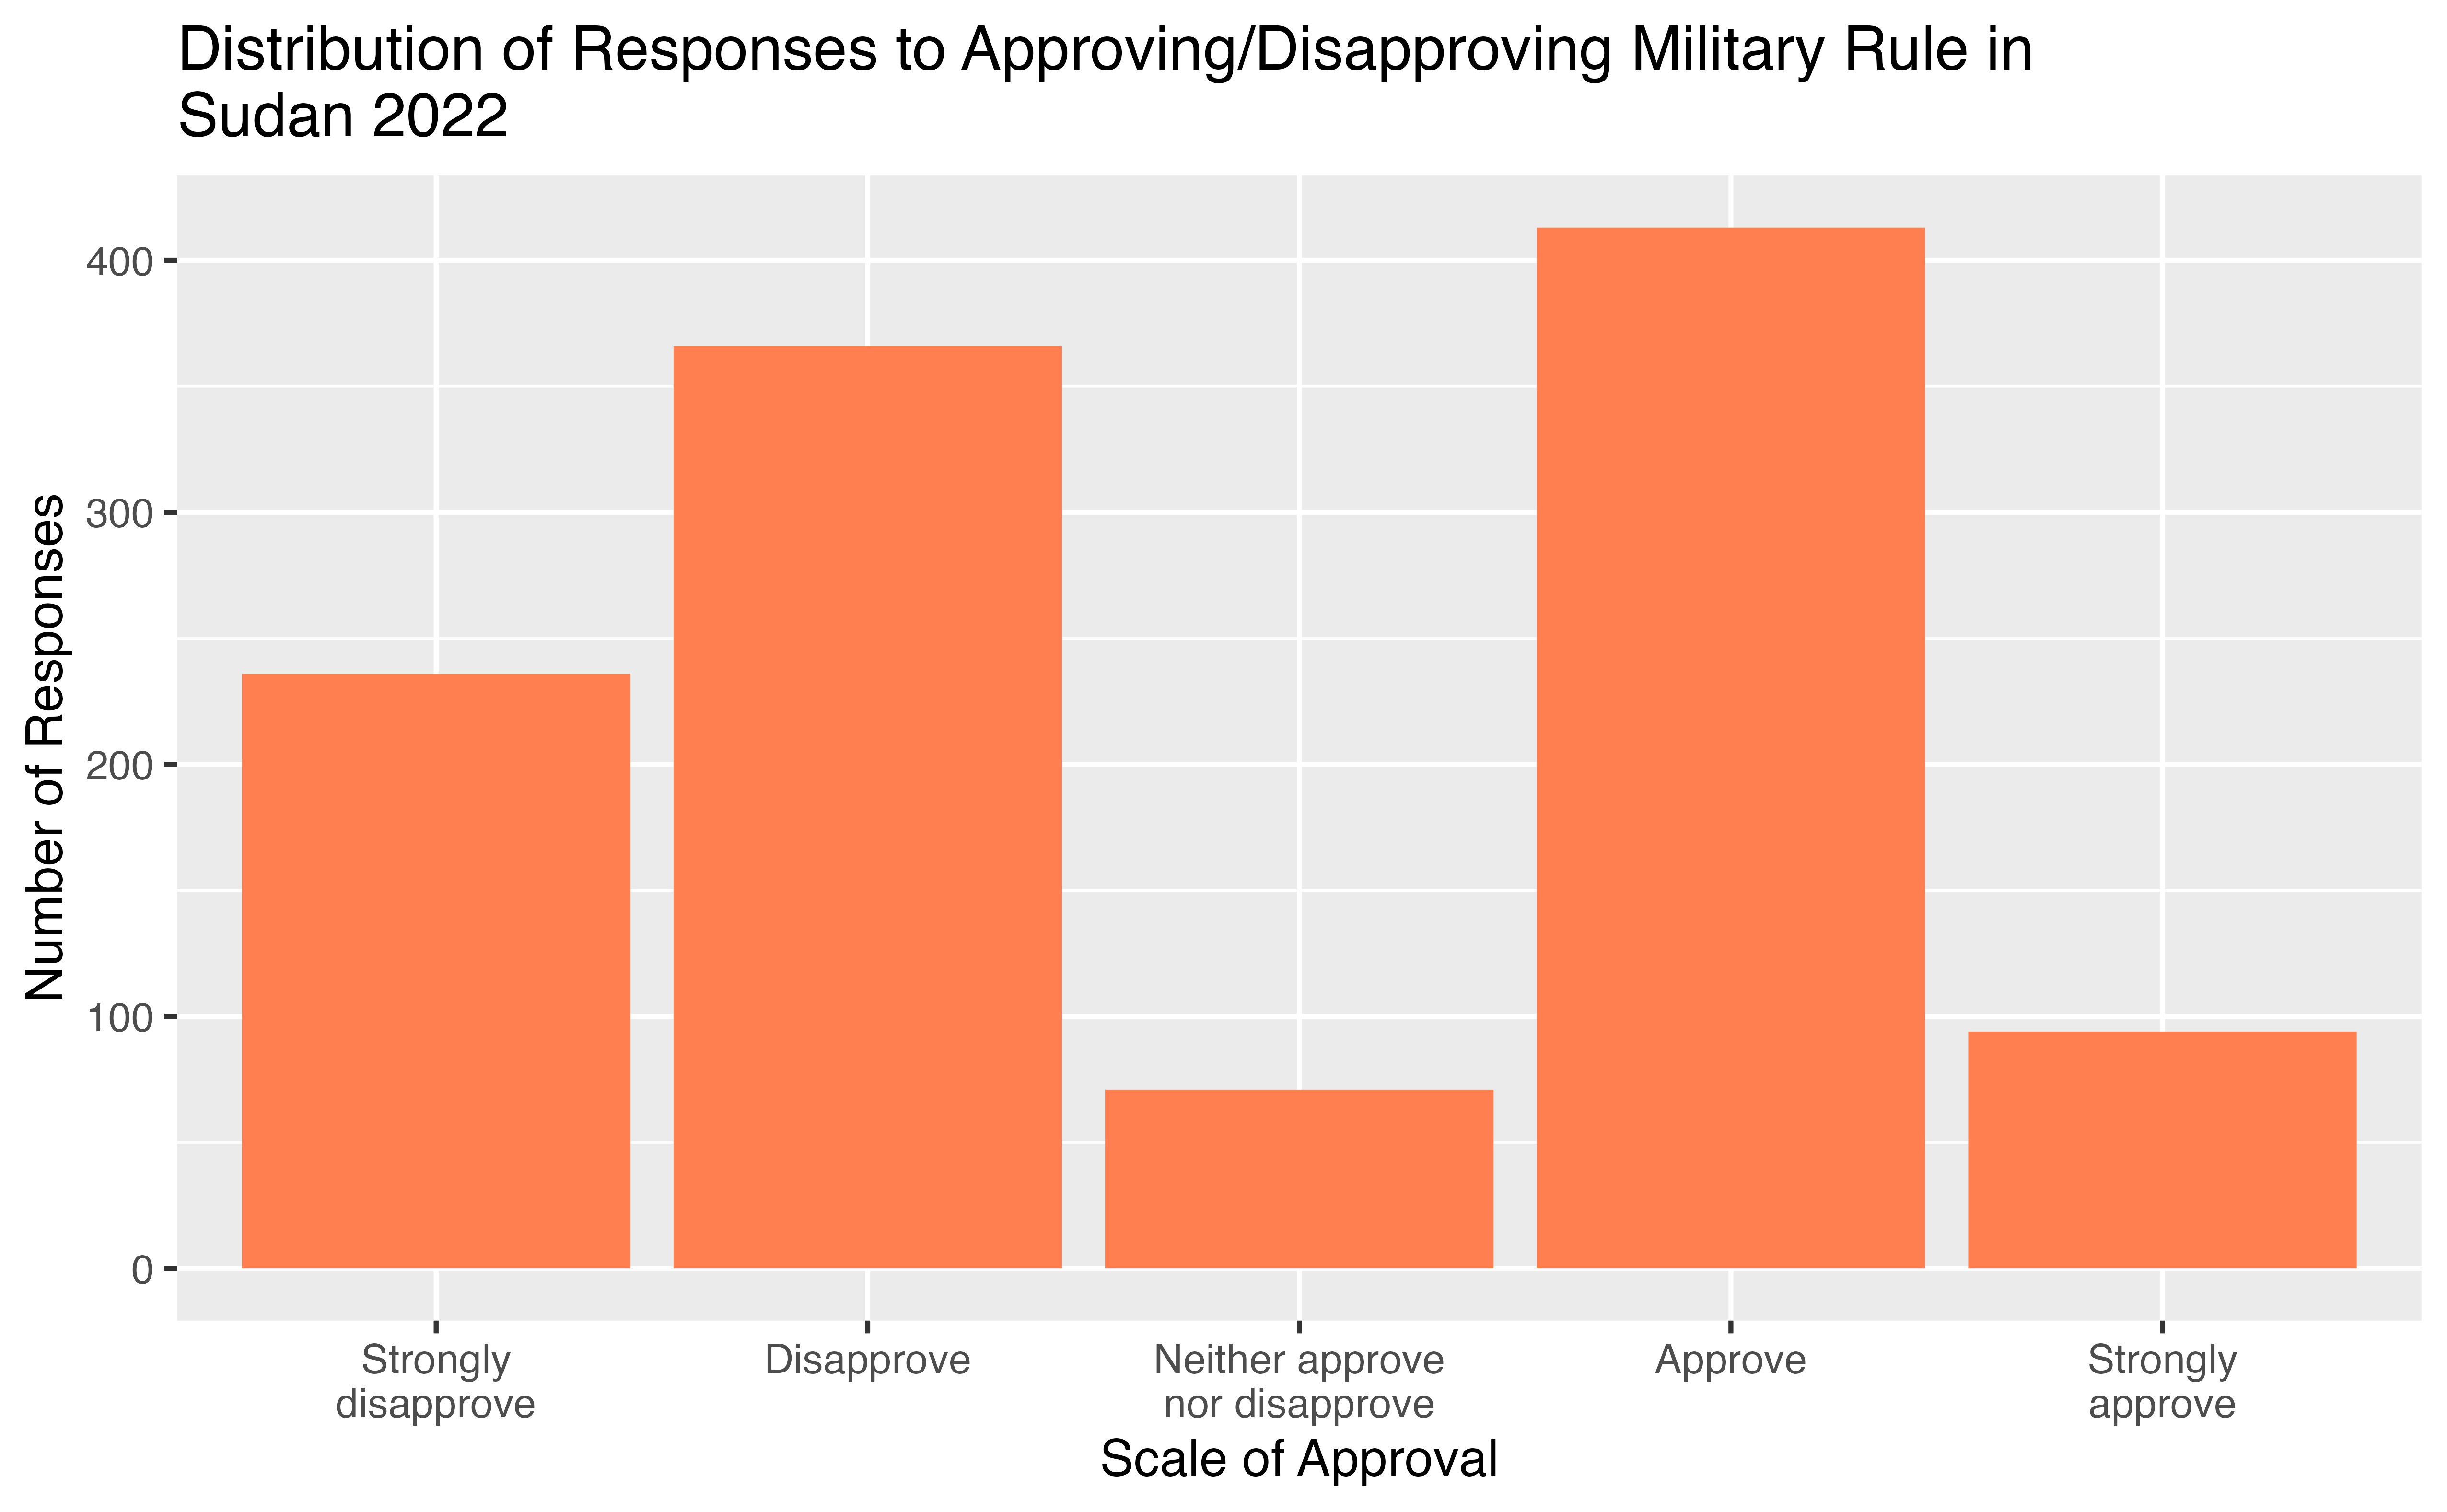 Distribution of Responses to Approving/Disapproving Military Rule in
Sudan 2022
Number of Responses
400
300
200
100
0
Strongly
disapprove
Disapprove
Neither approve
nor disapprove
Approve
Strongly
approve
Scale of Approval